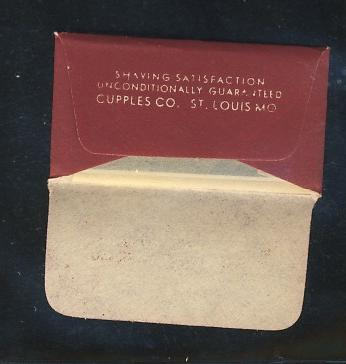 SHAVING SATISFACTION
UNCONDITIONALLY GUARANTEED
CUPPLES CO. ST. LOUIS MO